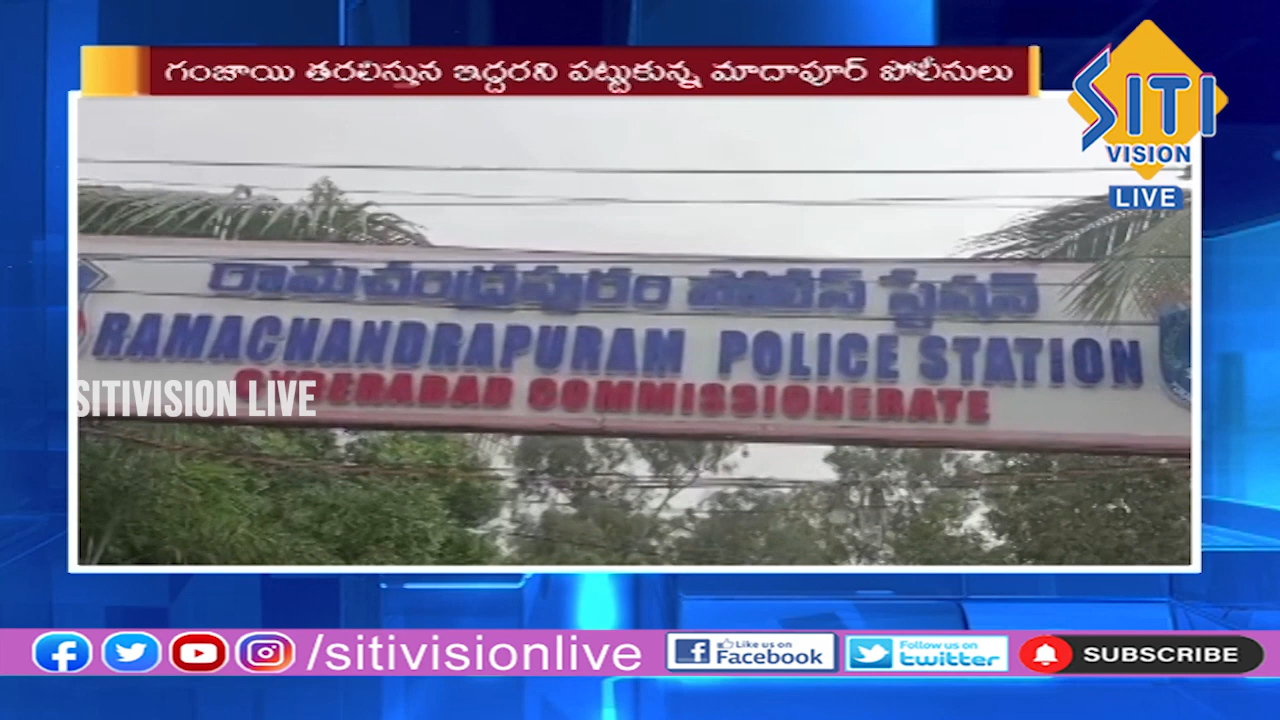 గంజాయి తరలిస్తున ఇద్దరని పట్టుకున్న మాదాపూర్ పోలీసులు
SITI
VISION
LIVE
రామచంద్రపురం పోలీస్ స్టేషన్
RAMACHANDRAPURAM POLICE STATION
CYBERABAD COMMISSIONERATE
SITIVISION LIVE
/sitivisionlive
Like us on
Facebook
Follow us on
twitter
SUBSCRIBE